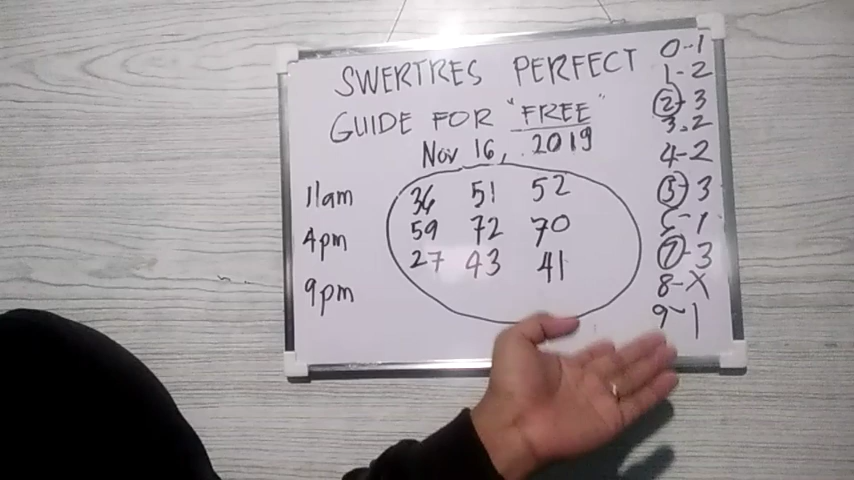 SWERTRES PERFECT
GUIDE FOR "FREE"
Nov 16, 2019
11am
4pm
9pm
36 51 52
59 72 70
27 43 41
0-1
1-2
2-3
3-2
4-2
5-3
6-1
7-3
8-X
9-1